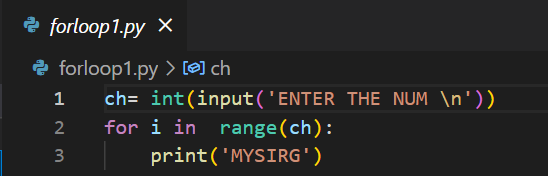 forloop1.py ×
forloop1.py > ch
1 ch= int(input('ENTER THE NUM \n'))
2 for i in  range(ch):
3     print('MYSIRG')